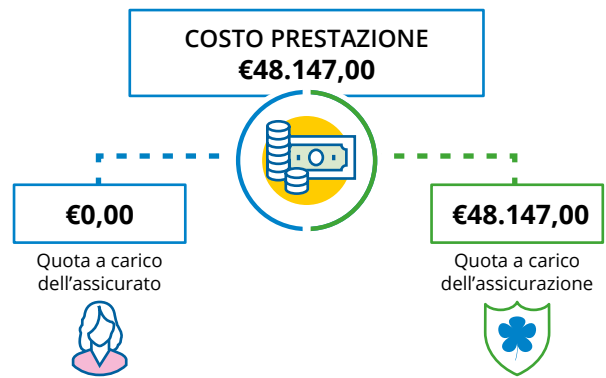 COSTO PRESTAZIONE
€48.147,00
€0,00
Quota a carico
dell'assicurato
€48.147,00
Quota a carico
dell'assicurazione